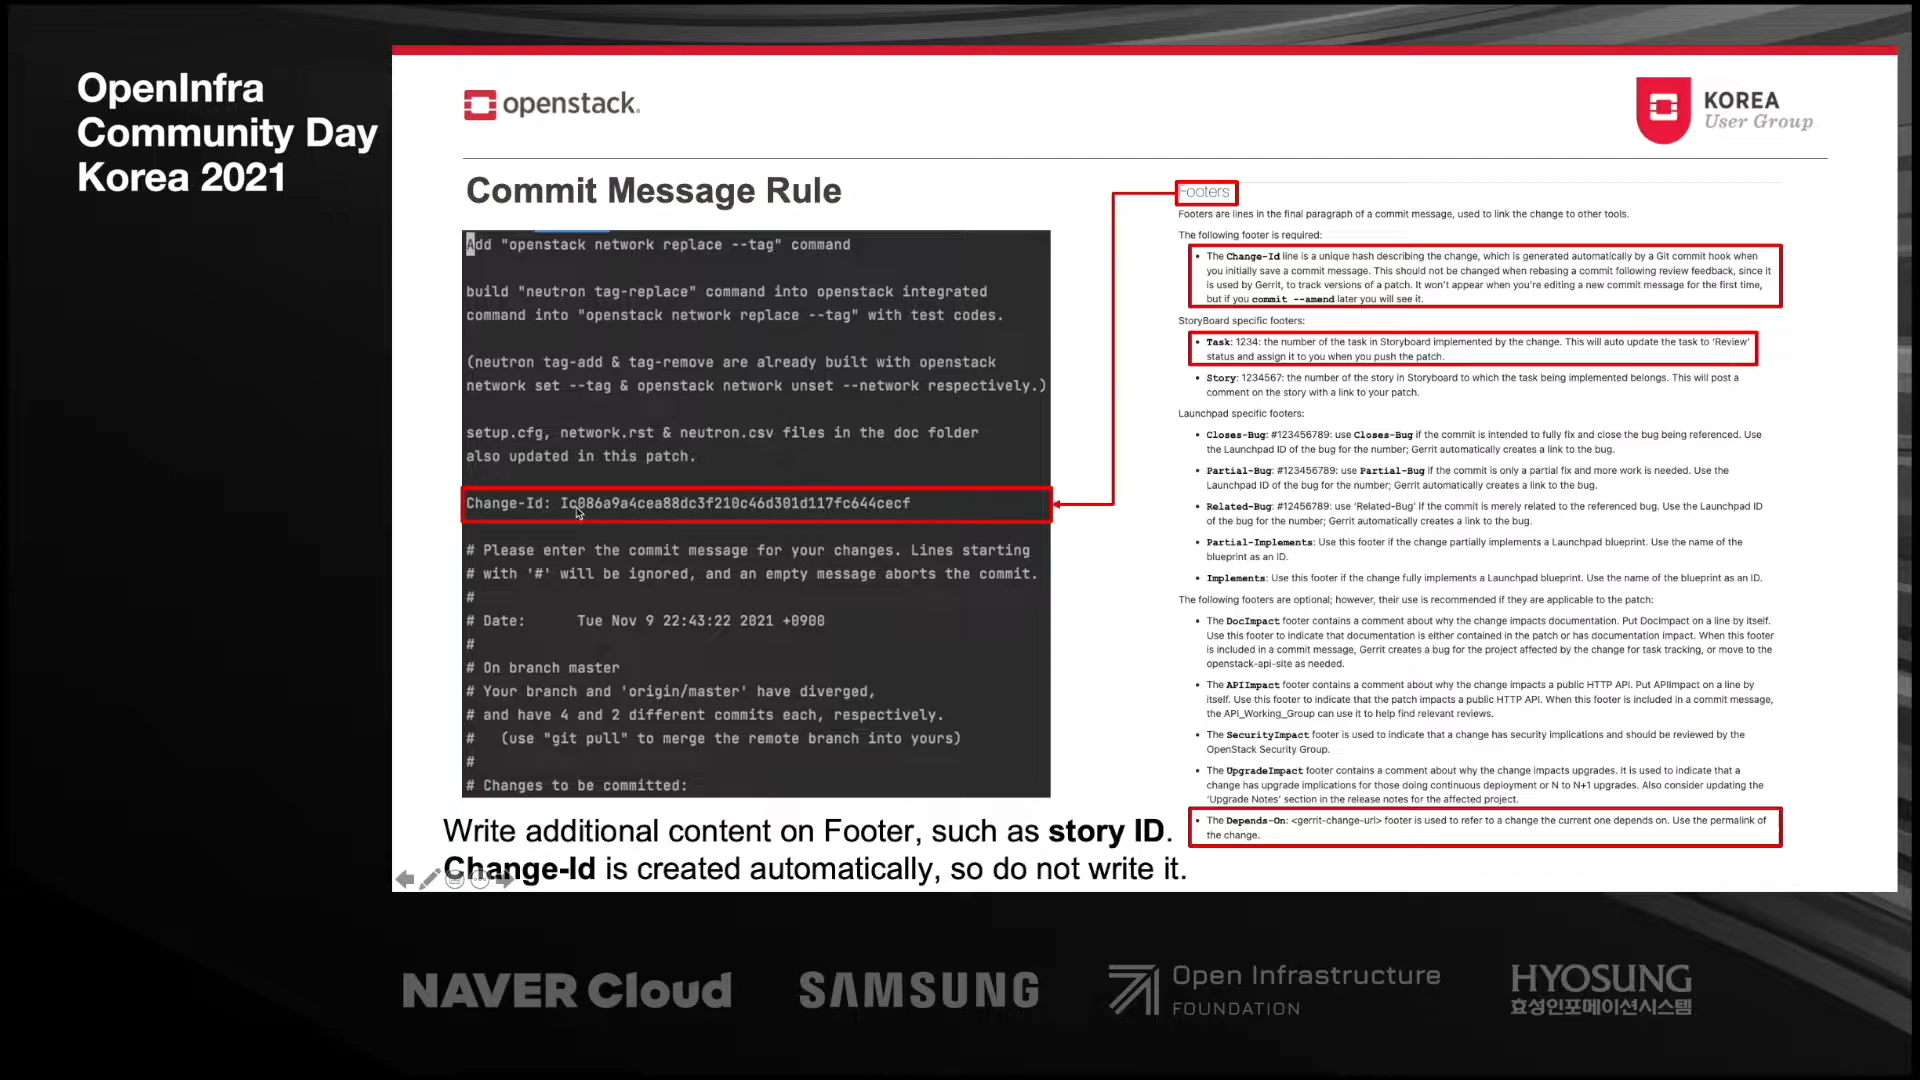 OpenInfra
Community Day
Korea 2021
openstack.
KOREA
User Group
Commit Message Rule
Add "openstack network replace --tag" command
build "neutron tag-replace" command into openstack integrated
command into "openstack network replace --tag" with test codes.
(neutron tag-add & tag-remove are already built with openstack
network set --tag & openstack network unset --network respectively.)
setup.cfg, network.rst & neutron.csv files in the doc folder
also updated in this patch.
Change-Id: Ic086a9a4cea88dc3f210c46d301d117fc644cecf
# Please enter the commit message for your changes. Lines starting
# with '#' will be ignored, and an empty message aborts the commit.
#
# Date:      Tue Nov 9 22:43:22 2021 +0900
#
# On branch master
# Your branch and 'origin/master' have diverged,
# and have 4 and 2 different commits each, respectively.
#   (use "git pull" to merge the remote branch into yours)
#
# Changes to be committed:
Write additional content on Footer, such as story ID.
Change-Id is created automatically, so do not write it.
Footers
Footers are lines in the final paragraph of a commit message, used to link the change to other tools.
The following footer is required:
• The Change-Id line is a unique hash describing the change, which is generated automatically by a Git commit hook when
you initially save a commit message. This should not be changed when rebasing a commit following review feedback, since it
is used by Gerrit, to track versions of a patch. It won't appear when you're editing a new commit message for the first time,
but if you commit --amend later you will see it.
StoryBoard specific footers:
• Task: 1234: the number of the task in Storyboard implemented by the change. This will auto update the task to 'Review'
status and assign it to you when you push the patch.
• Story: 1234567: the number of the story in Storyboard to which the task being implemented belongs. This will post a
comment on the story with a link to your patch.
Launchpad specific footers:
• Closes-Bug: #123456789: use Closes-Bug if the commit is intended to fully fix and close the bug being referenced. Use
the Launchpad ID of the bug for the number; Gerrit automatically creates a link to the bug.
• Partial-Bug: #123456789: use Partial-Bug if the commit is only a partial fix and more work is needed. Use the
Launchpad ID of the bug for the number; Gerrit automatically creates a link to the bug.
• Related-Bug: #12456789: use 'Related-Bug' if the commit is merely related to the referenced bug. Use the Launchpad ID
of the bug for the number; Gerrit automatically creates a link to the bug.
• Partial-Implements: Use this footer if the change partially implements a Launchpad blueprint. Use the name of the
blueprint as an ID.
• Implements: Use this footer if the change fully implements a Launchpad blueprint. Use the name of the blueprint as an ID.
The following footers are optional; however, their use is recommended if they are applicable to the patch:
• The DocImpact footer contains a comment about why the change impacts documentation. Put DocImpact on a line by itself.
Use this footer to indicate that documentation is either contained in the patch or has documentation impact. When this footer
is included in a commit message, Gerrit creates a bug for the project affected by the change for task tracking, or move to the
openstack-api-site as needed.
• The APIImpact footer contains a comment about why the change impacts a public HTTP API. Put APIImpact on a line by
itself. Use this footer to indicate that the patch impacts a public HTTP API. When this footer is included in a commit message,
the API_Working_Group can use it to help find relevant reviews.
• The SecurityImpact footer is used to indicate that a change has security implications and should be reviewed by the
OpenStack Security Group.
• The UpgradeImpact footer contains a comment about why the change impacts upgrades. It is used to indicate that a
change has upgrade implications for those doing continuous deployment or N to N+1 upgrades. Also consider updating the
'Upgrade Notes' section in the release notes for the affected project.
• The Depends-On: <gerrit-change-url> footer is used to refer to a change the current one depends on. Use the permalink of
the change.
NAVER Cloud
SAMSUNG
Open Infrastructure
FOUNDATION
HYOSUNG
효성인포메이션시스템